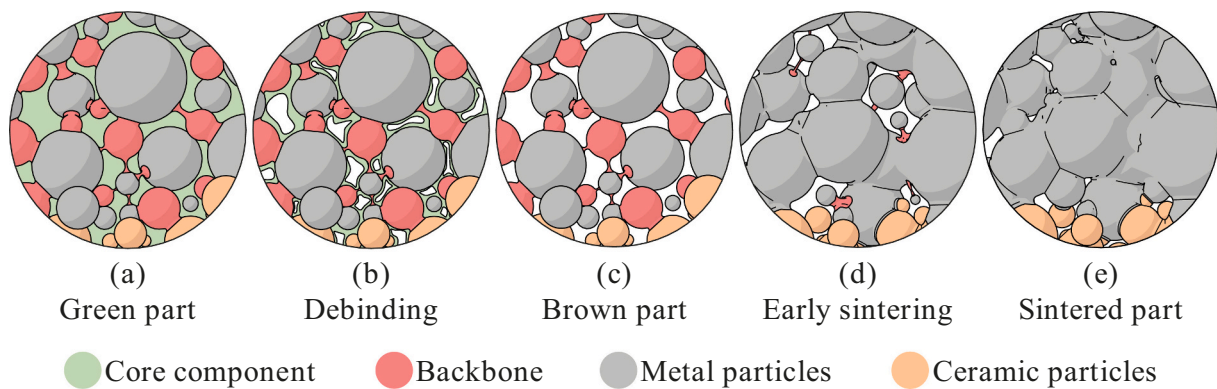 (a) (b) (c) (d) (e)
Green part Debinding Brown part Early sintering Sintered part
Core component Backbone Metal particles Ceramic particles